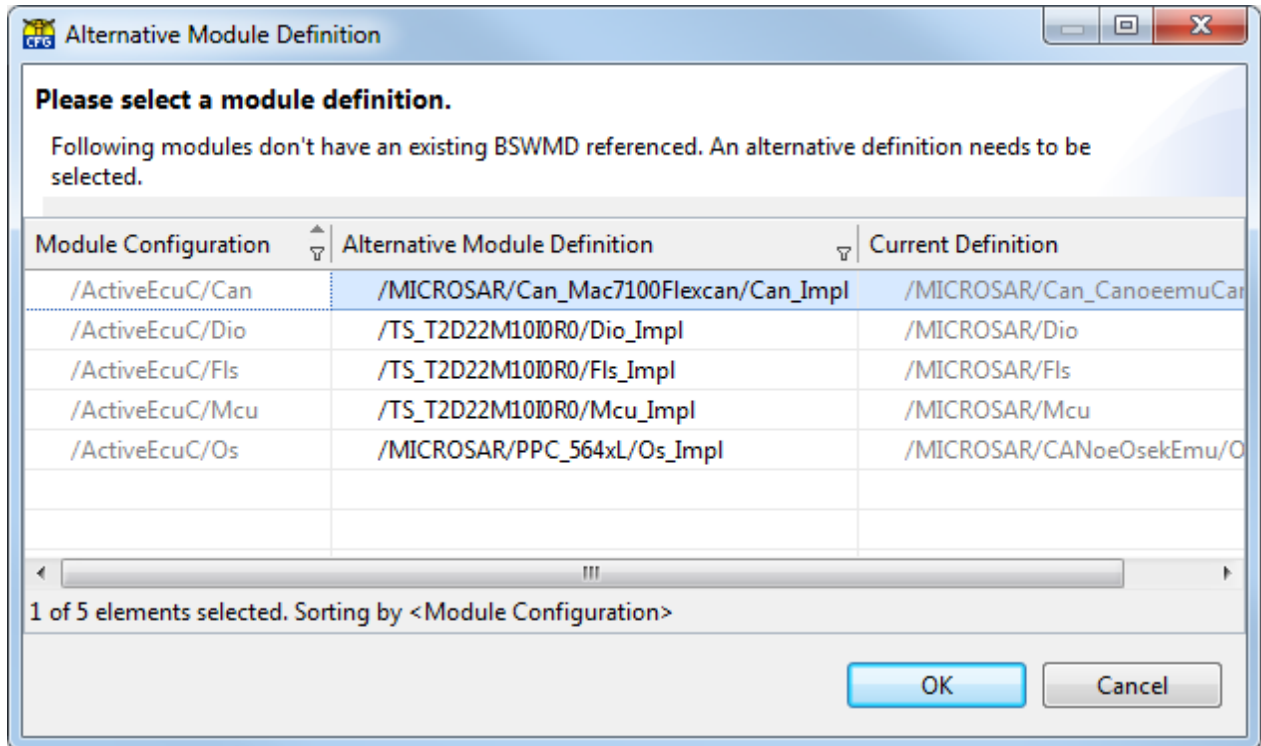 CFG Alternative Module Definition
Please select a module definition.
Following modules don't have an existing BSWMD referenced. An alternative definition needs to be
selected.
Module Configuration Alternative Module Definition Current Definition
/ActiveEcuC/Can /MICROSAR/Can_Mac7100Flexcan/Can_Impl /MICROSAR/Can_CanoeemuCan
/ActiveEcuC/Dio /TS_T2D22M10I0R0/Dio_Impl /MICROSAR/Dio
/ActiveEcuC/Fls /TS_T2D22M10I0R0/Fls_Impl /MICROSAR/Fls
/ActiveEcuC/Mcu /TS_T2D22M10I0R0/Mcu_Impl /MICROSAR/Mcu
/ActiveEcuC/Os /MICROSAR/PPC_564xL/Os_Impl /MICROSAR/CANoeOsekEmu/O
1 of 5 elements selected. Sorting by <Module Configuration>
OK Cancel